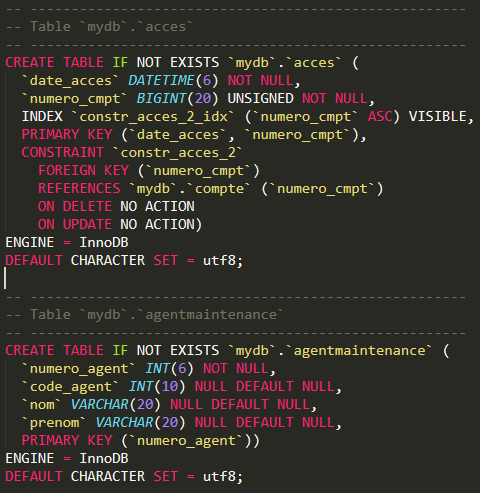 -- -----------------------------------------------------
-- Table `mydb`.`acces`
-- -----------------------------------------------------
CREATE TABLE IF NOT EXISTS `mydb`.`acces` (
  `date_acces` DATETIME(6) NOT NULL,
  `numero_cmpt` BIGINT(20) UNSIGNED NOT NULL,
  INDEX `constr_acces_2_idx` (`numero_cmpt` ASC) VISIBLE,
  PRIMARY KEY (`date_acces`, `numero_cmpt`),
  CONSTRAINT `constr_acces_2`
    FOREIGN KEY (`numero_cmpt`)
    REFERENCES `mydb`.`compte` (`numero_cmpt`)
    ON DELETE NO ACTION
    ON UPDATE NO ACTION)
ENGINE = InnoDB
DEFAULT CHARACTER SET = utf8;
-- -----------------------------------------------------
-- Table `mydb`.`agentmaintenance`
-- -----------------------------------------------------
CREATE TABLE IF NOT EXISTS `mydb`.`agentmaintenance` (
  `numero_agent` INT(6) NOT NULL,
  `code_agent` INT(10) NULL DEFAULT NULL,
  `nom` VARCHAR(20) NULL DEFAULT NULL,
  `prenom` VARCHAR(20) NULL DEFAULT NULL,
  PRIMARY KEY (`numero_agent`))
ENGINE = InnoDB
DEFAULT CHARACTER SET = utf8;